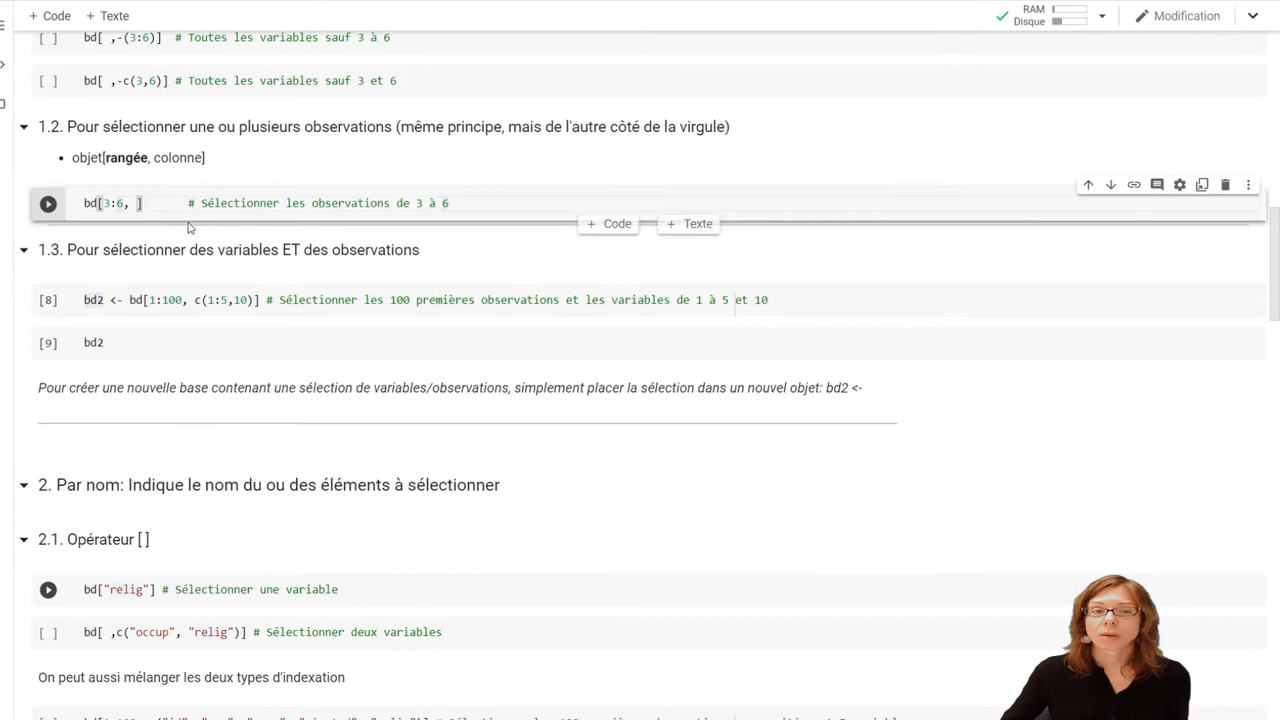 + Code + Texte
RAM
Disque
Modification
[ ] bd[ ,-(3:6)] # Toutes les variables sauf 3 à 6
[ ] bd[ ,-c(3,6)] # Toutes les variables sauf 3 et 6
1.2. Pour sélectionner une ou plusieurs observations (même principe, mais de l'autre côté de la virgule)
• objet[rangée, colonne]
bd[3:6, ] # Sélectionner les observations de 3 à 6
+ Code + Texte
1.3. Pour sélectionner des variables ET des observations
[8] bd2 <- bd[1:100, c(1:5,10)] # Sélectionner les 100 premières observations et les variables de 1 à 5 et 10
[9] bd2
Pour créer une nouvelle base contenant une sélection de variables/observations, simplement placer la sélection dans un nouvel objet: bd2 <-
2. Par nom: Indique le nom du ou des éléments à sélectionner
2.1. Opérateur [ ]
bd["relig"] # Sélectionner une variable
[ ] bd[ ,c("occup", "relig")] # Sélectionner deux variables
On peut aussi mélanger les deux types d'indexation